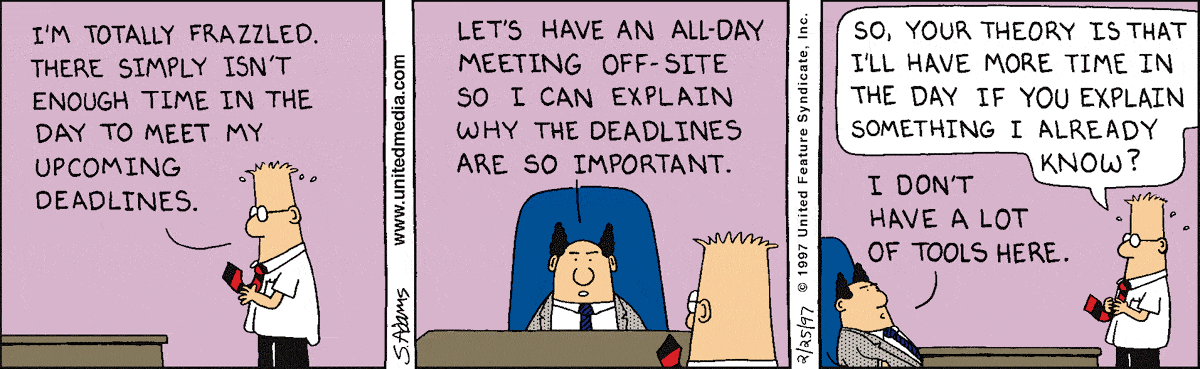 I'M TOTALLY FRAZZLED.
THERE SIMPLY ISN'T
ENOUGH TIME IN THE
DAY TO MEET MY
UPCOMING
DEADLINES.
S.Adams
www.unitedmedia.com
LET'S HAVE AN ALL-DAY
MEETING OFF-SITE
SO I CAN EXPLAIN
WHY THE DEADLINES
ARE SO IMPORTANT.
2/25/97 © 1997 United Feature Syndicate, Inc.
SO, YOUR THEORY IS THAT
I'LL HAVE MORE TIME IN
THE DAY IF YOU EXPLAIN
SOMETHING I ALREADY
KNOW?
I DON'T
HAVE A LOT
OF TOOLS HERE.